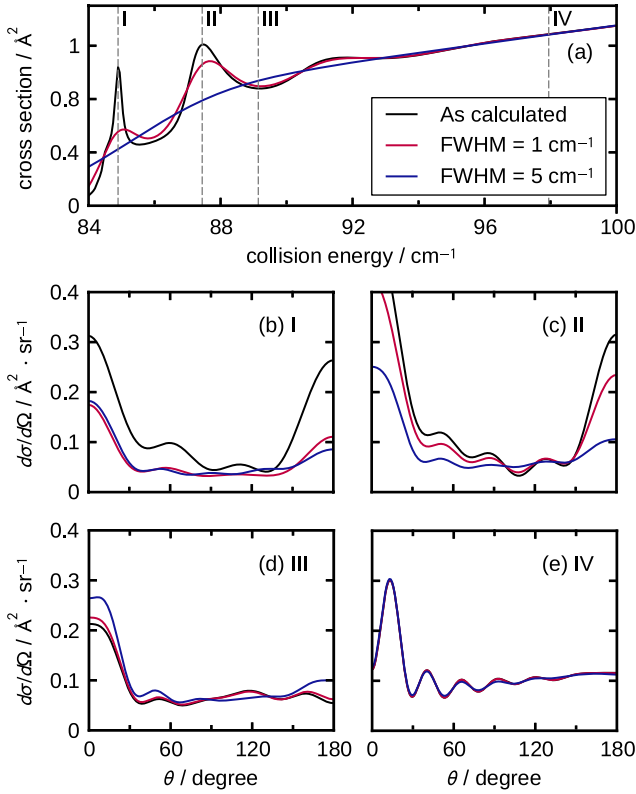 I II III IV
(a)
cross section / Å²
1.2
0.8
0.4
0
As calculated
FWHM = 1 cm⁻¹
FWHM = 5 cm⁻¹
84 88 92 96 100
collision energy / cm⁻¹
(b) I
(c) II
dσ/dΩ / Å² · sr⁻¹
0.4
0.3
0.2
0.1
0
(d) III
(e) IV
dσ/dΩ / Å² · sr⁻¹
0.4
0.3
0.2
0.1
0
0 60 120 180
0 60 120 180
θ / degree
θ / degree